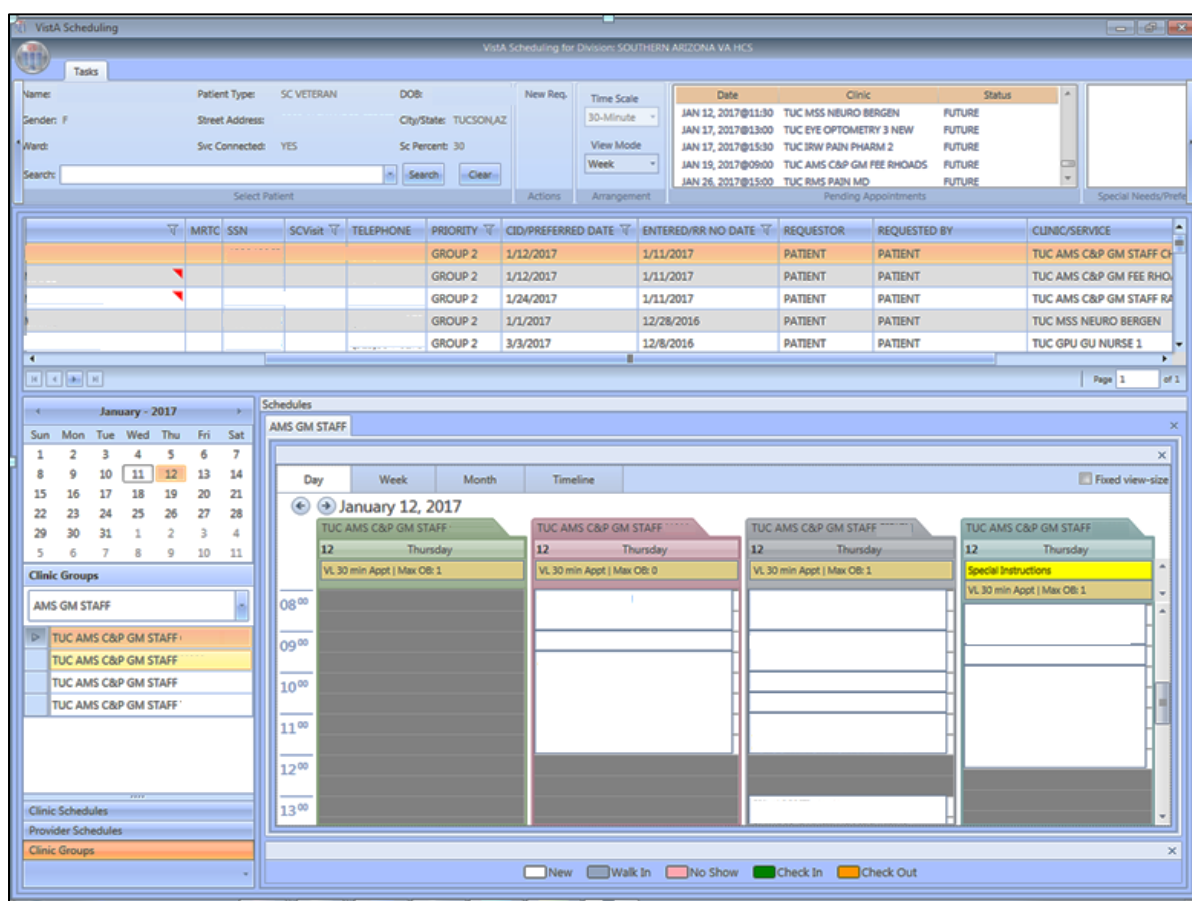 VistA Scheduling
VistA Scheduling for Division: SOUTHERN ARIZONA VA HCS
Tasks
Name: Patient Type: SC VETERAN DOB: New Req. Time Scale Date Clinic Status
Gender: F Street Address: City/State: TUCSON,AZ 30-Minute JAN 12, 2017@11:30 TUC MSS NEURO BERGEN FUTURE
Ward: Svc Connected: YES Sc Percent: 30 View Mode JAN 17, 2017@13:00 TUC EYE OPTOMETRY 3 NEW FUTURE
JAN 17, 2017@15:30 TUC IRW PAIN PHARM 2 FUTURE
Search: Search Clear Week JAN 19, 2017@09:00 TUC AMS C&P GM FEE RHOADS FUTURE
JAN 26, 2017@15:00 TUC RMS PAIN MD FUTURE
Select Patient Actions Arrangement Pending Appointments Special Needs/Prefe
MRTC SSN SCVisit TELEPHONE PRIORITY CID/PREFERRED DATE ENTERED/RR NO DATE REQUESTOR REQUESTED BY CLINIC/SERVICE
GROUP 2 1/12/2017 1/11/2017 PATIENT PATIENT TUC AMS C&P GM STAFF CH
GROUP 2 1/12/2017 1/11/2017 PATIENT PATIENT TUC AMS C&P GM FEE RHOA
GROUP 2 1/24/2017 1/11/2017 PATIENT PATIENT TUC AMS C&P GM STAFF RA
GROUP 2 1/1/2017 12/28/2016 PATIENT PATIENT TUC MSS NEURO BERGEN
GROUP 2 3/3/2017 12/8/2016 PATIENT PATIENT TUC GPU GU NURSE 1
Page 1 of 1
January - 2017
Sun Mon Tue Wed Thu Fri Sat
1 2 3 4 5 6 7
8 9 10 11 12 13 14
15 16 17 18 19 20 21
22 23 24 25 26 27 28
29 30 31 1 2 3 4
5 6 7 8 9 10 11
Clinic Groups
AMS GM STAFF
TUC AMS C&P GM STAFF
TUC AMS C&P GM STAFF
TUC AMS C&P GM STAFF
TUC AMS C&P GM STAFF
Clinic Schedules
Provider Schedules
Clinic Groups
Schedules
AMS GM STAFF
Day Week Month Timeline Fixed view-size
January 12, 2017
TUC AMS C&P GM STAFF TUC AMS C&P GM STAFF TUC AMS C&P GM STAFF TUC AMS C&P GM STAFF
12 Thursday 12 Thursday 12 Thursday 12 Thursday
VL 30 min Appt | Max OB: 1 VL 30 min Appt | Max OB: 0 VL 30 min Appt | Max OB: 1 Special Instructions
VL 30 min Appt | Max OB: 1
08 00
09 00
10 00
11 00
12 00
13 00
New Walk In No Show Check In Check Out